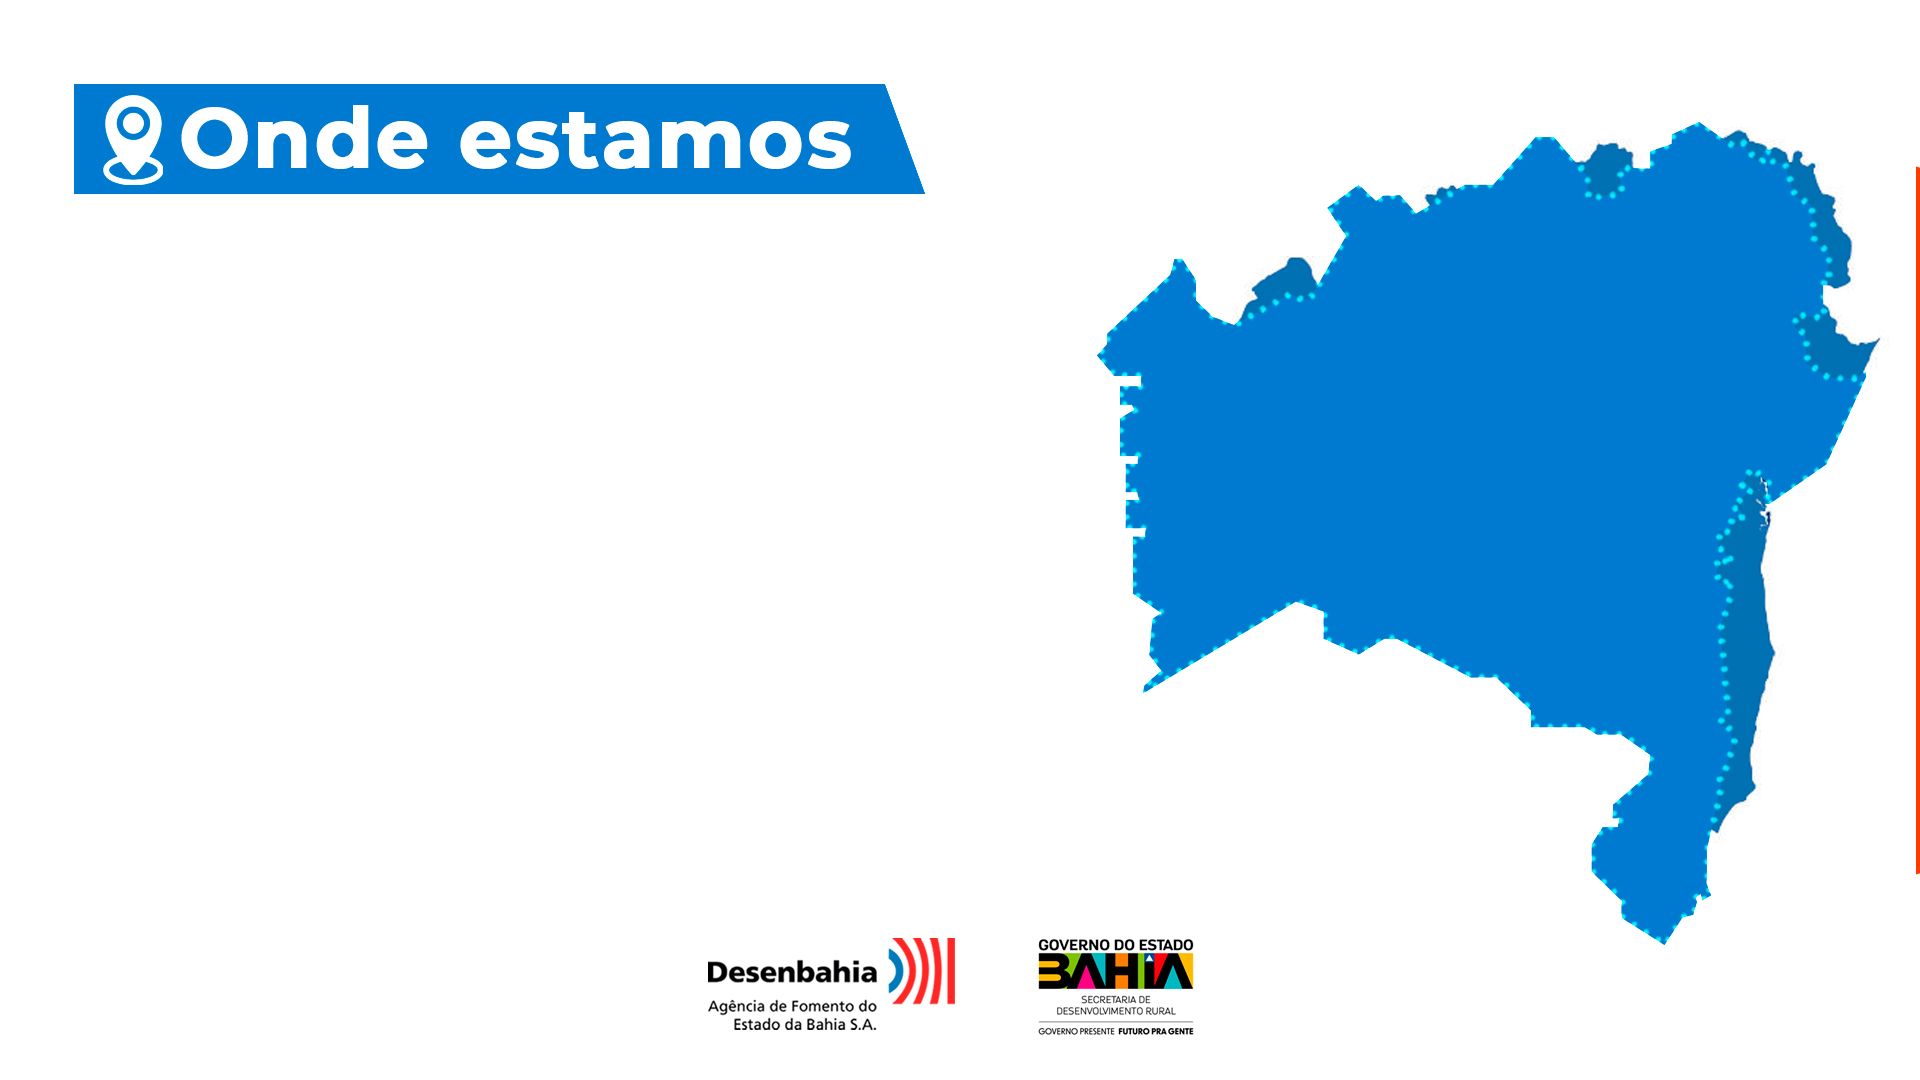 Onde estamos
Desenbahia
Agência de Fomento do
Estado da Bahia S.A.
GOVERNO DO ESTADO
BAHIA
SECRETARIA DE
DESENVOLVIMENTO RURAL
GOVERNO PRESENTE FUTURO PRA GENTE